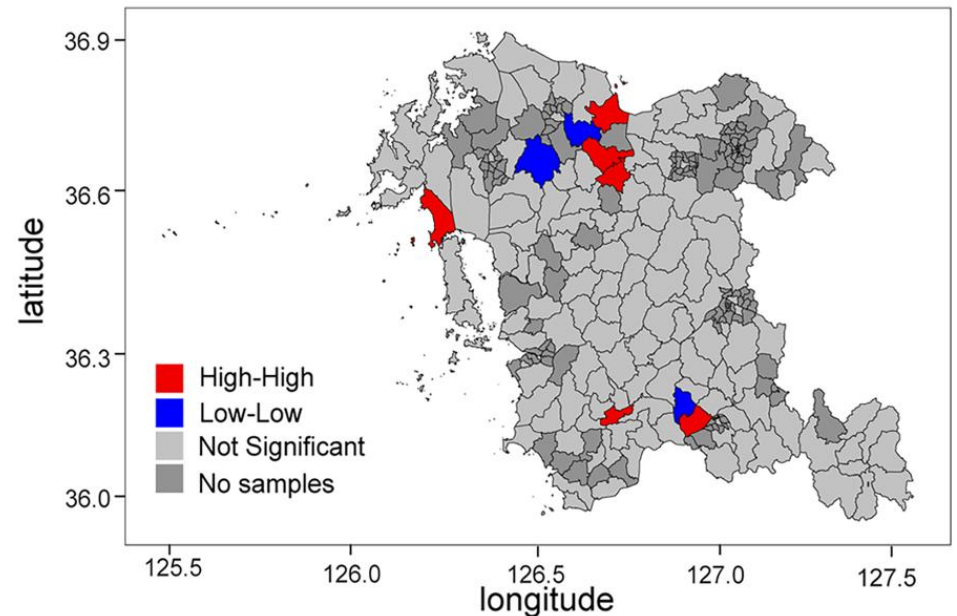 latitude
36.9
36.6
36.3
36.0
High-High
Low-Low
Not Significant
No samples
125.5 126.0 126.5 127.0 127.5
longitude